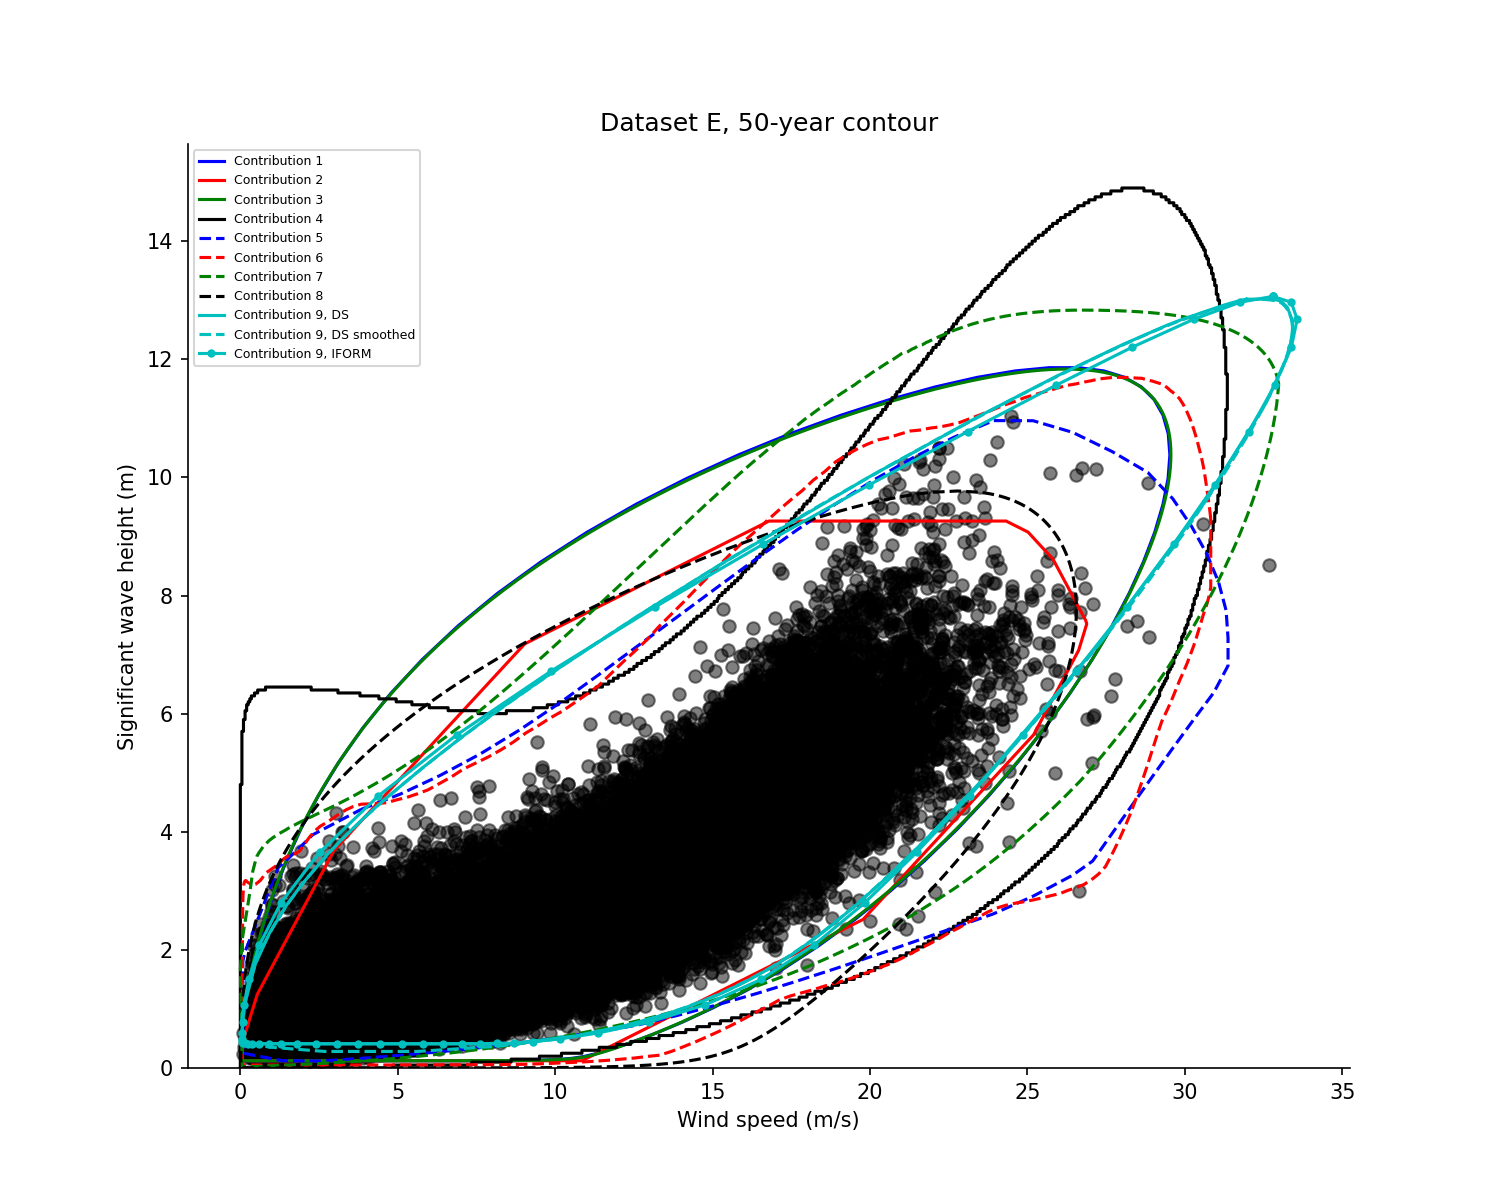 Dataset E, 50-year contour
Contribution 1
Contribution 2
Contribution 3
Contribution 4
Contribution 5
Contribution 6
Contribution 7
Contribution 8
Contribution 9, DS
Contribution 9, DS smoothed
Contribution 9, IFORM
Significant wave height (m)
14
12
10
8
6
4
2
0
0 5 10 15 20 25 30 35
Wind speed (m/s)